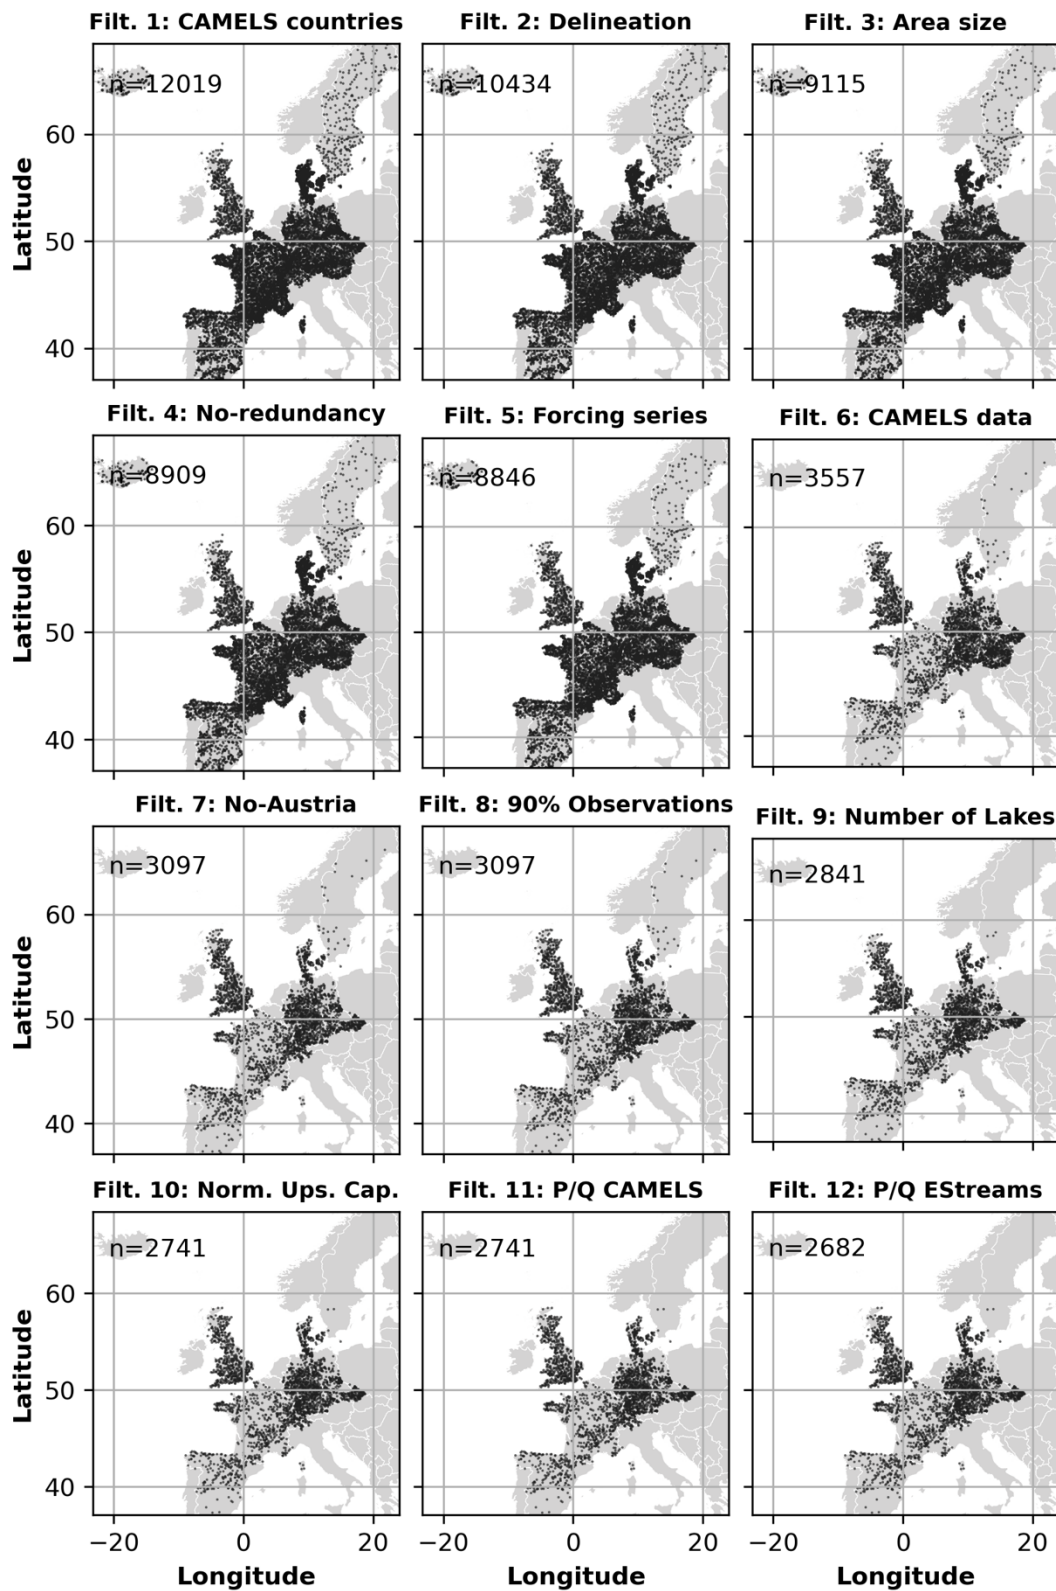 Filt. 1: CAMELS countries
Filt. 2: Delineation
Filt. 3: Area size
n=12019
n=10434
n=9115
60
50
40
Latitude
Filt. 4: No-redundancy
Filt. 5: Forcing series
Filt. 6: CAMELS data
n=8909
n=8846
n=3557
60
50
40
Latitude
Filt. 7: No-Austria
Filt. 8: 90% Observations
Filt. 9: Number of Lakes
n=3097
n=3097
n=2841
60
50
40
Latitude
Filt. 10: Norm. Ups. Cap.
Filt. 11: P/Q CAMELS
Filt. 12: P/Q EStreams
n=2741
n=2741
n=2682
60
50
40
Latitude
−20 0 20
−20 0 20
−20 0 20
Longitude
Longitude
Longitude